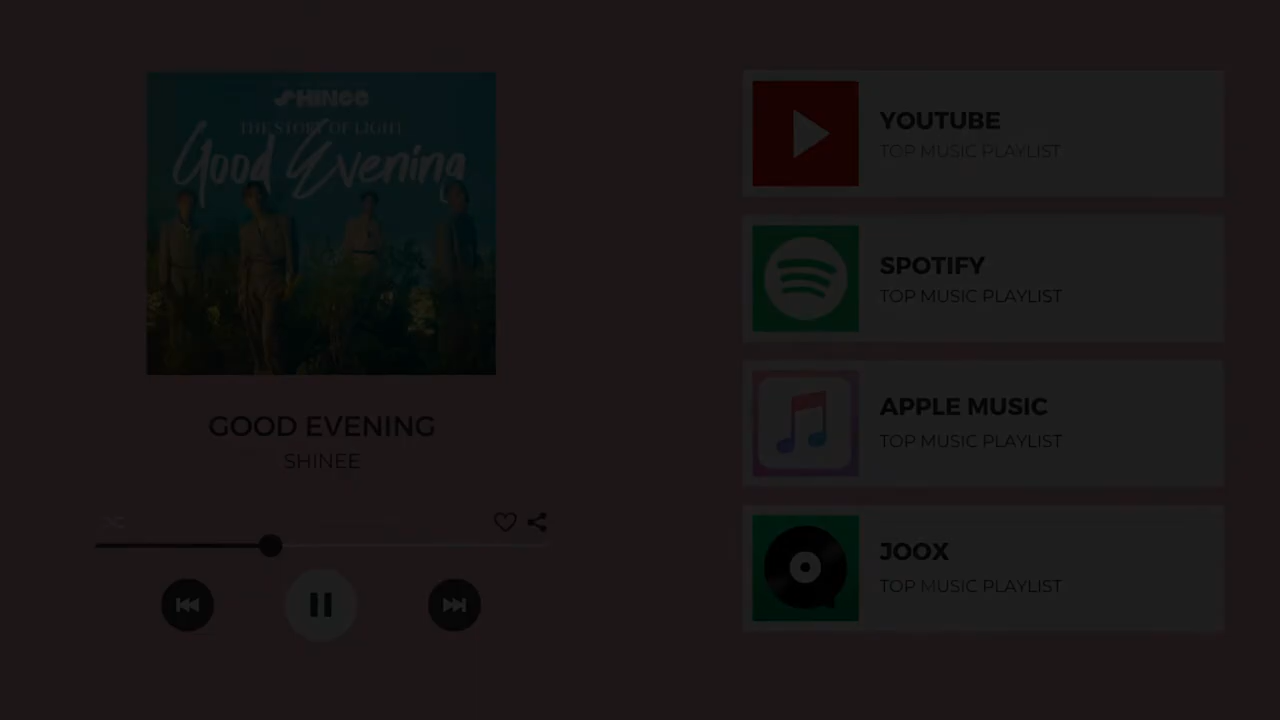 SHINee
THE STORY OF LIGHT
Good Evening
GOOD EVENING
SHINEE
YOUTUBE
TOP MUSIC PLAYLIST
SPOTIFY
TOP MUSIC PLAYLIST
APPLE MUSIC
TOP MUSIC PLAYLIST
JOOX
TOP MUSIC PLAYLIST